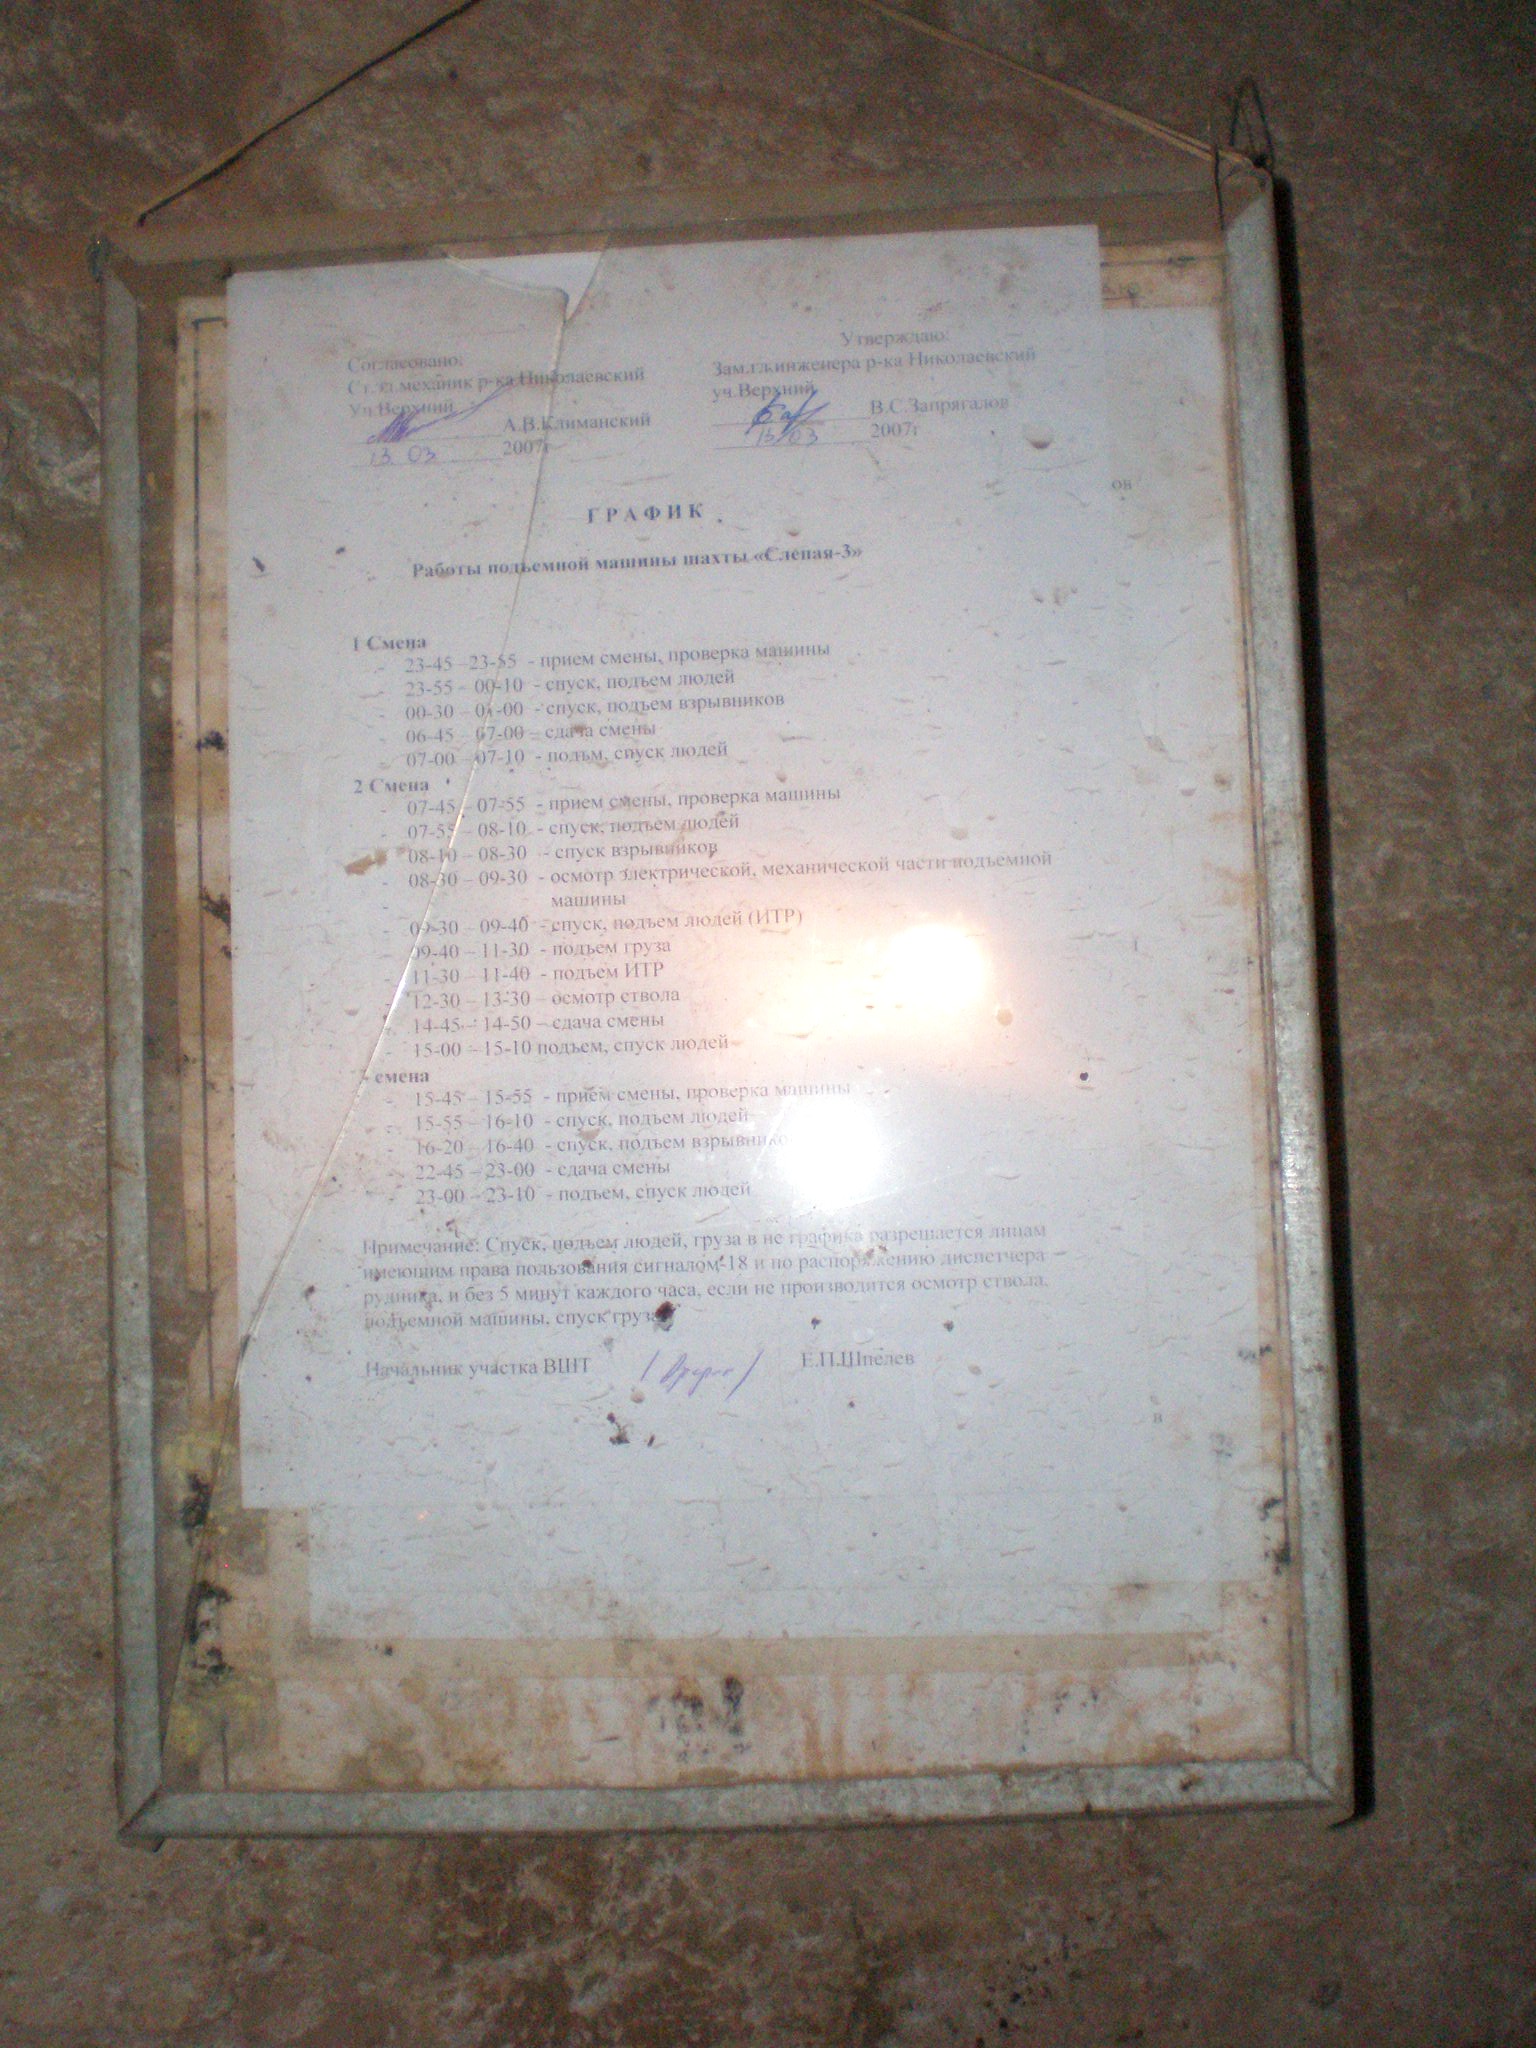 Согласовано:
Ст. гл.механик р-ка Николаевский
Уч.Верхний
А.В.Климанский
13 03 2007г
Утверждаю:
Зам.гл.инженера р-ка Николаевский
уч.Верхний
В.С.Запрягалов
13/03 2007г
ГРАФИК
Работы подъемной машины шахты «Слепая-3»
1 Смена
- 23-45 – 23-55 - прием смены, проверка машины
- 23-55 – 00-10 - спуск, подъем людей
- 00-30 – 01-00 - спуск, подъем взрывников
- 06-45 – 07-00 – сдача смены
- 07-00 – 07-10 - подъм, спуск людей
2 Смена
- 07-45 – 07-55 - прием смены, проверка машины
- 07-55 – 08-10 - спуск, подъем людей
- 08-10 – 08-30 - спуск взрывников
- 08-30 – 09-30 - осмотр электрической, механической части подъемной
- машины
- 09-30 – 09-40 - спуск, подъем людей (ИТР)
- 09-40 – 11-30 - подъем груза
- 11-30 – 11-40 - подъем ИТР
- 12-30 – 13-30 – осмотр ствола
- 14-45 – 14-50 – сдача смены
- 15-00 – 15-10 подъем, спуск людей
смена
- 15-45 – 15-55 - прием смены, проверка машины
- 15-55 – 16-10 - спуск, подъем людей
- 16-20 – 16-40 - спуск, подъем взрывников
- 22-45 – 23-00 - сдача смены
- 23-00 – 23-10 - подъем, спуск людей
Примечание: Спуск, подъем людей, груза в не графика разрешается лицам
имеющим права пользования сигналом-18 и по распоряжению диспетчера
рудника, и без 5 минут каждого часа, если не производится осмотр ствола,
подъемной машины, спуск груза
Начальник участка ВШТ Е.П.Шпелев
ов
и